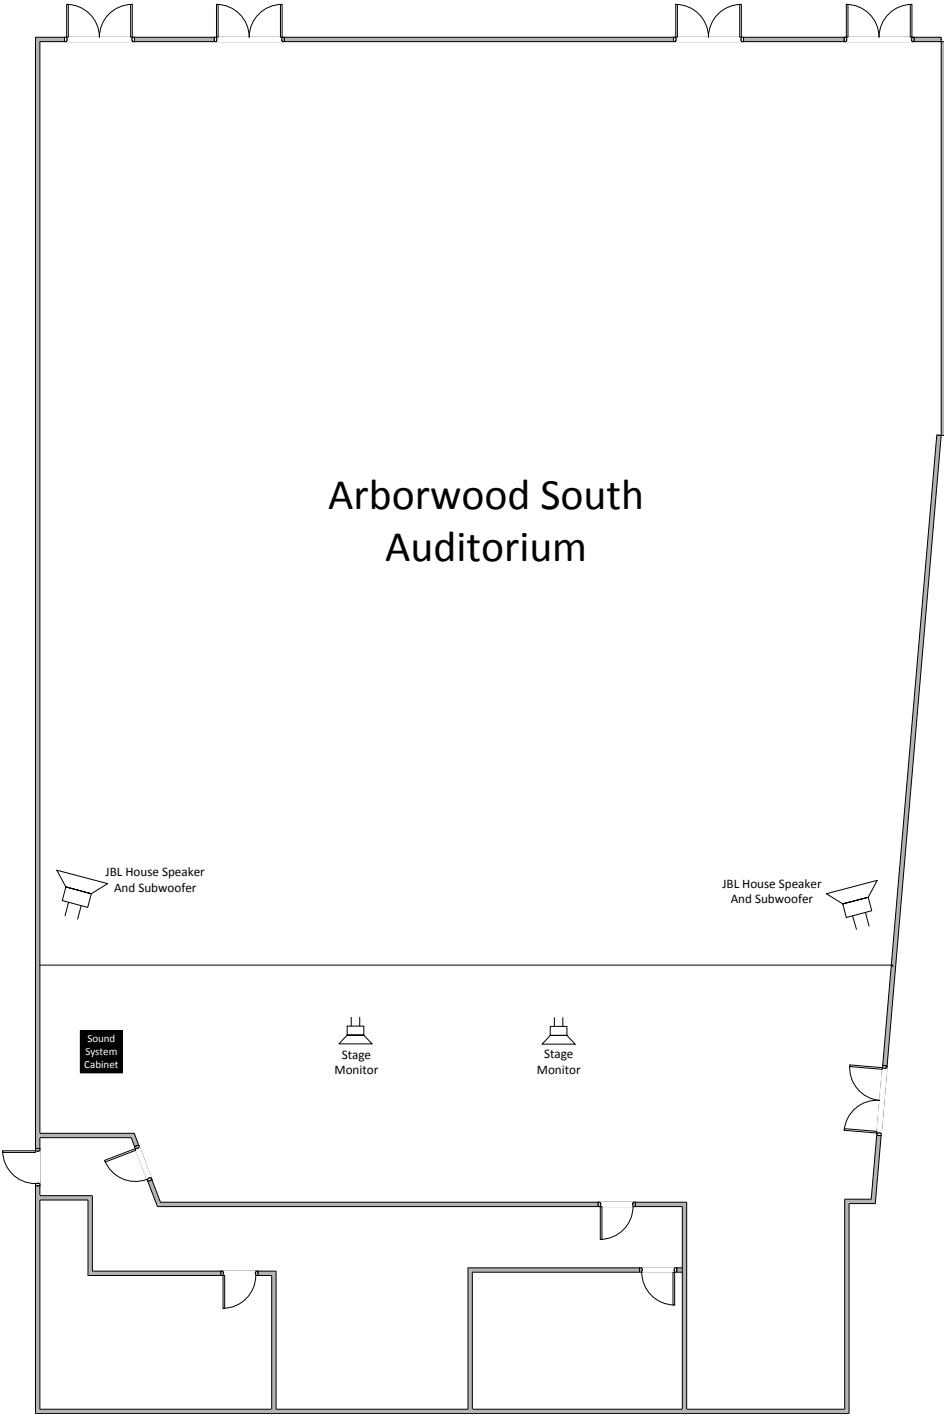 Arborwood South
Auditorium
JBL House Speaker
And Subwoofer
JBL House Speaker
And Subwoofer
Sound
System
Cabinet
Stage
Monitor
Stage
Monitor